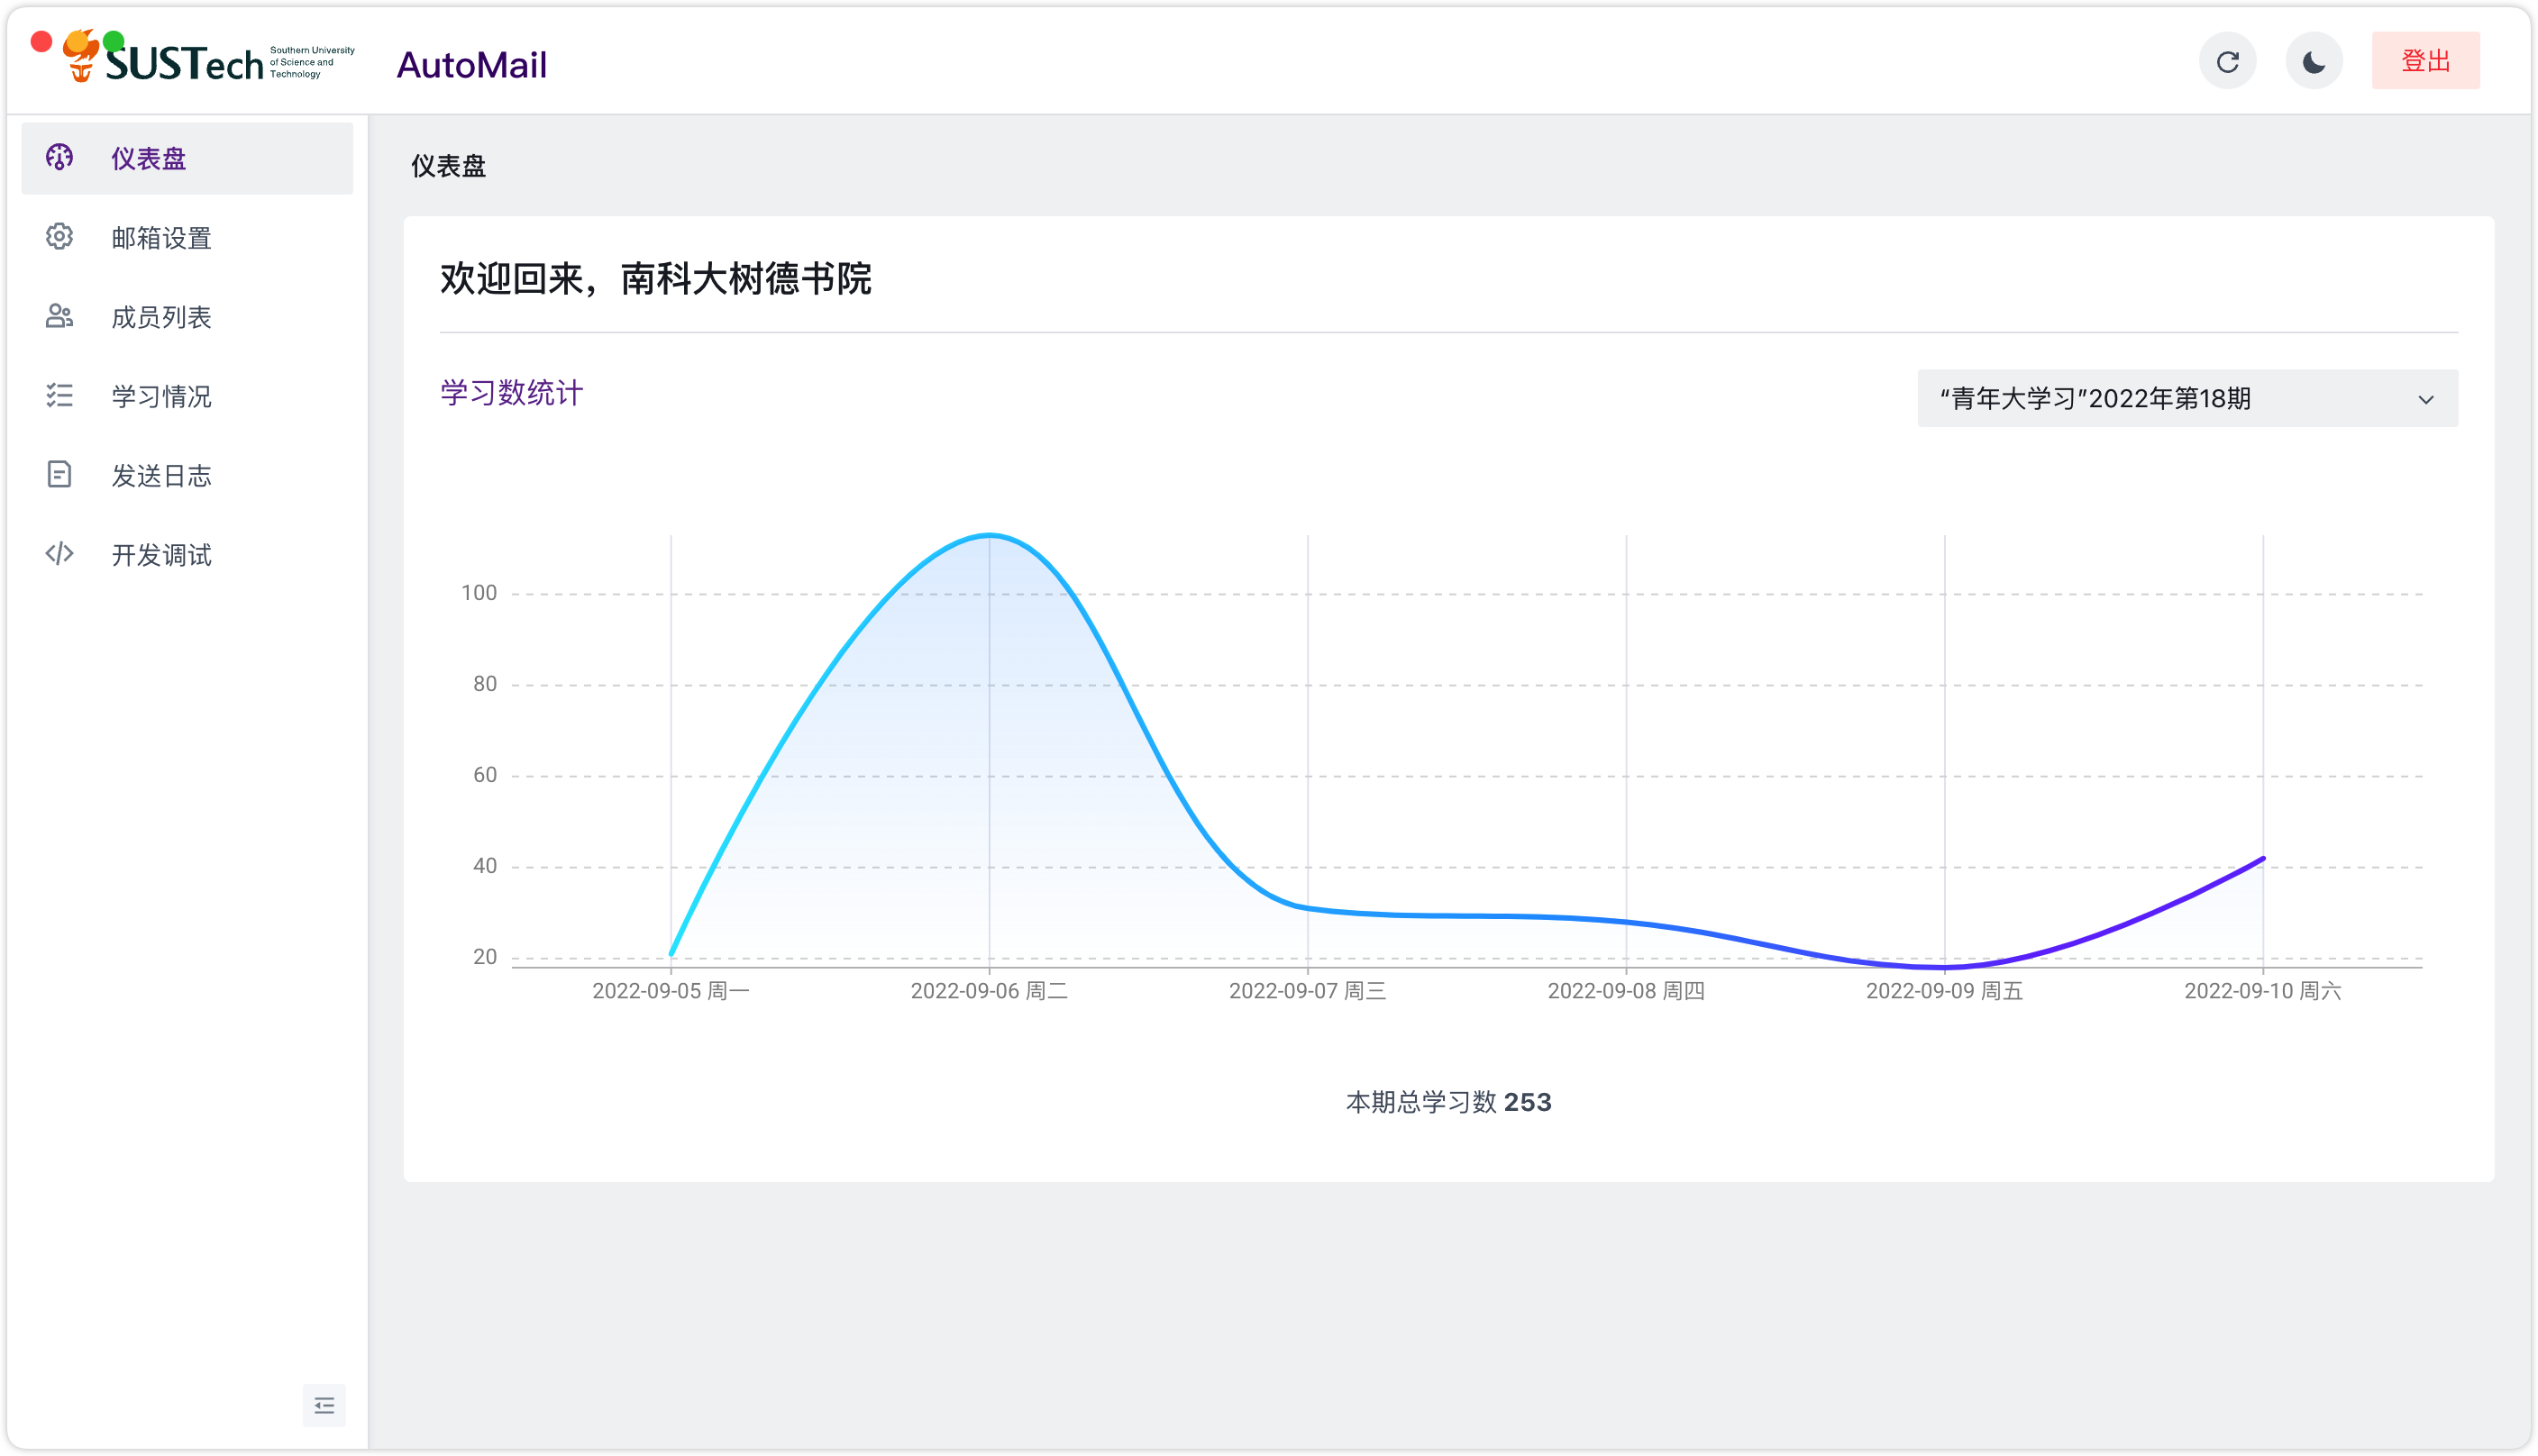 SUSTech
Southern University
of Science and
Technology
AutoMail
登出
仪表盘
邮箱设置
成员列表
学习情况
发送日志
开发调试
仪表盘
欢迎回来，南科大树德书院
学习数统计
“青年大学习”2022年第18期
100
80
60
40
20
2022-09-05 周一
2022-09-06 周二
2022-09-07 周三
2022-09-08 周四
2022-09-09 周五
2022-09-10 周六
本期总学习数 253